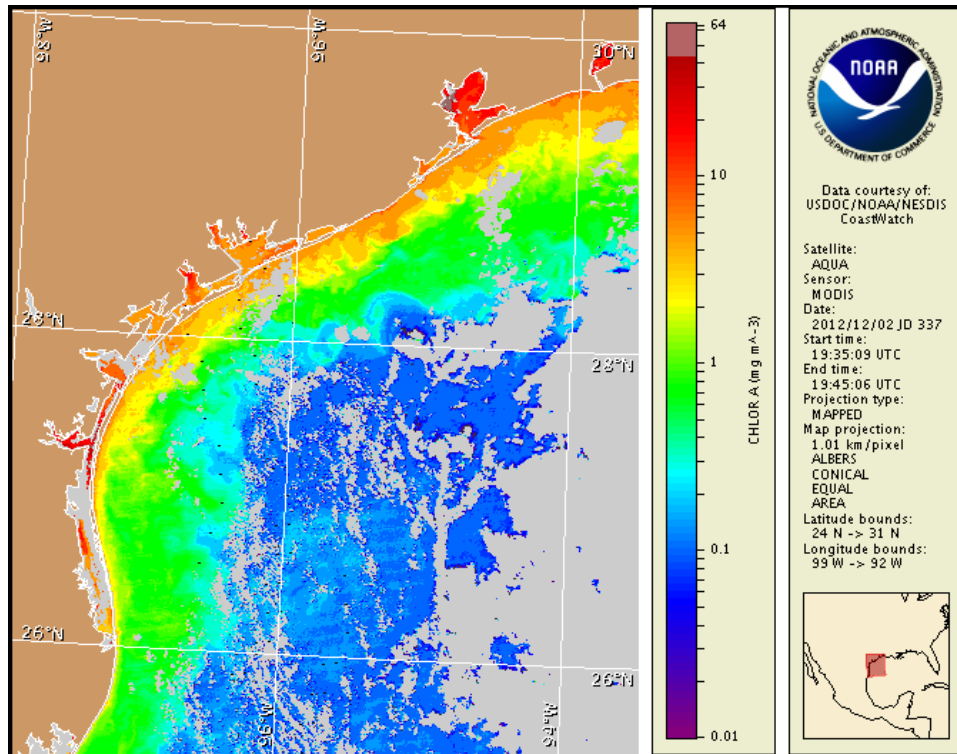 98°W
96°W
30°N
28°N
28°N
26°N
26°N
96°W
94°W
64
10
1
0.1
0.01
CHLOR A (mg m^-3)
NATIONAL OCEANIC AND ATMOSPHERIC ADMINISTRATION
NOAA
U.S. DEPARTMENT OF COMMERCE
Data courtesy of:
USDOC/NOAA/NESDIS
CoastWatch
Satellite:
AQUA
Sensor:
MODIS
Date:
2012/12/02 JD 337
Start time:
19:35:09 UTC
End time:
19:45:06 UTC
Projection type:
MAPPED
Map projection:
1.01 km/pixel
ALBERS
CONICAL
EQUAL
AREA
Latitude bounds:
24 N -> 31 N
Longitude bounds:
99 W -> 92 W